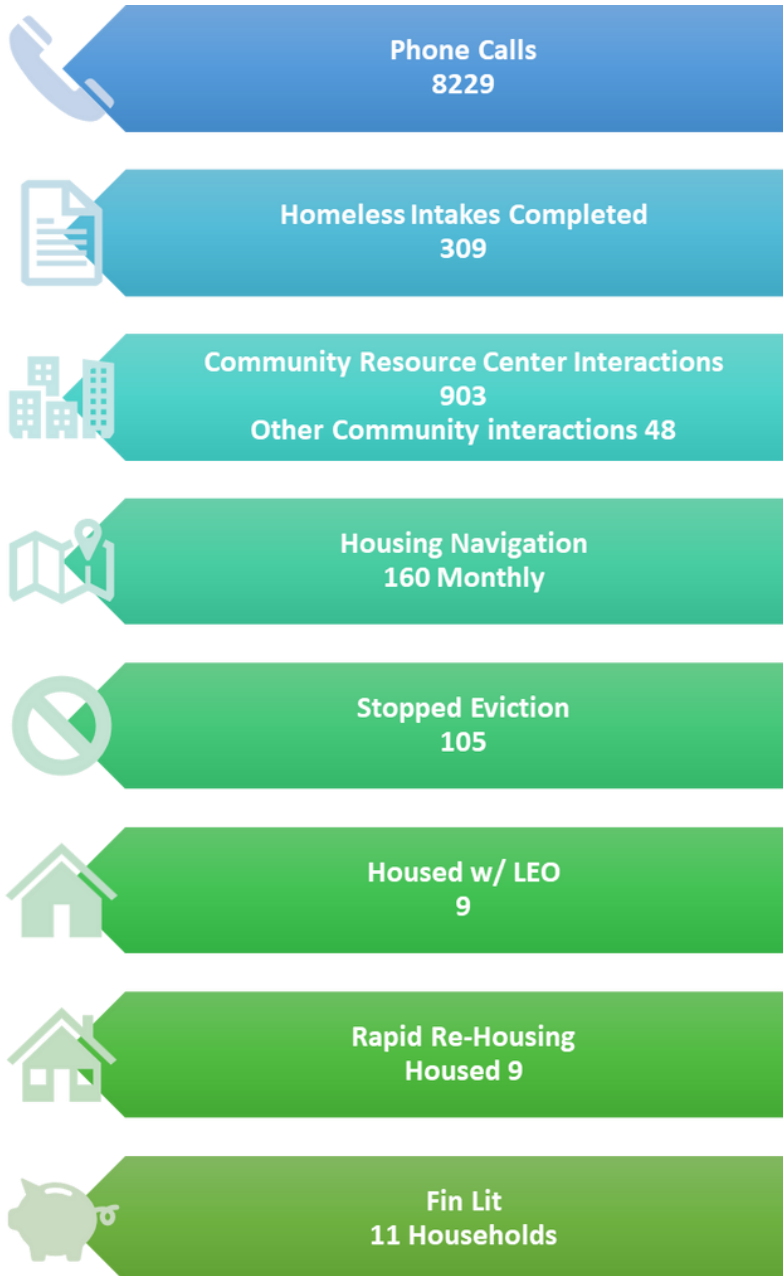 Phone Calls
8229
Homeless Intakes Completed
309
Community Resource Center Interactions
903
Other Community interactions 48
Housing Navigation
160 Monthly
Stopped Eviction
105
Housed w/ LEO
9
Rapid Re-Housing
Housed 9
Fin Lit
11 Households